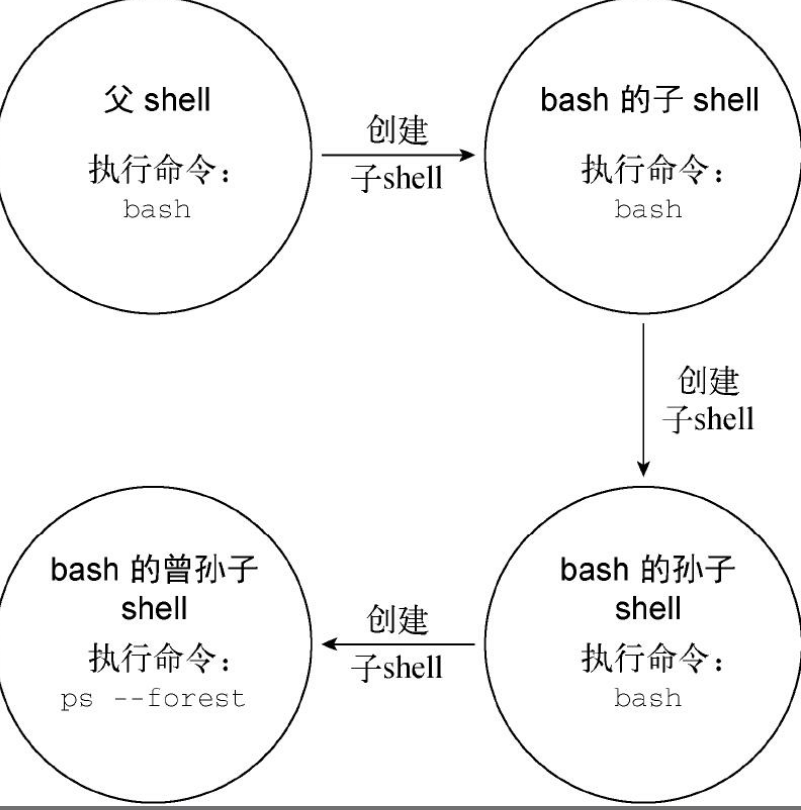 父 shell
执行命令：
bash
创建
子shell
bash 的子 shell
执行命令：
bash
创建
子shell
bash 的孙子
shell
执行命令：
bash
创建
子shell
bash 的曾孙子
shell
执行命令：
ps --forest